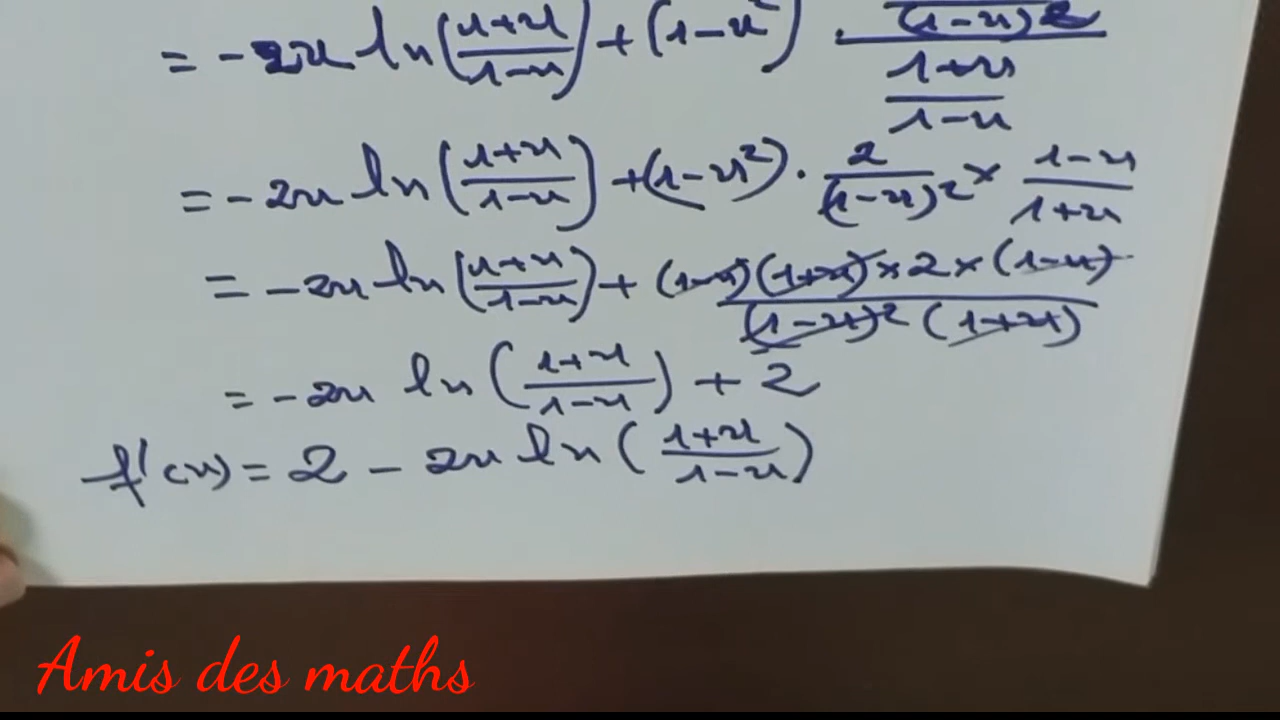 = -2x ln((1+x)/(1-x)) + (1-x²) · (/(1-x)²)/((1+x)/(1-x))
= -2x ln((1+x)/(1-x)) + (1-x²) · 2/(1-x)² × (1-x)/(1+x)
= -2x ln((1+x)/(1-x)) + ((1-x)(1+x)×2×(1-x))/((1-x)²(1+x))
= -2x ln((1+x)/(1-x)) + 2
f'(x) = 2 - 2x ln((1+x)/(1-x))
Amis des maths